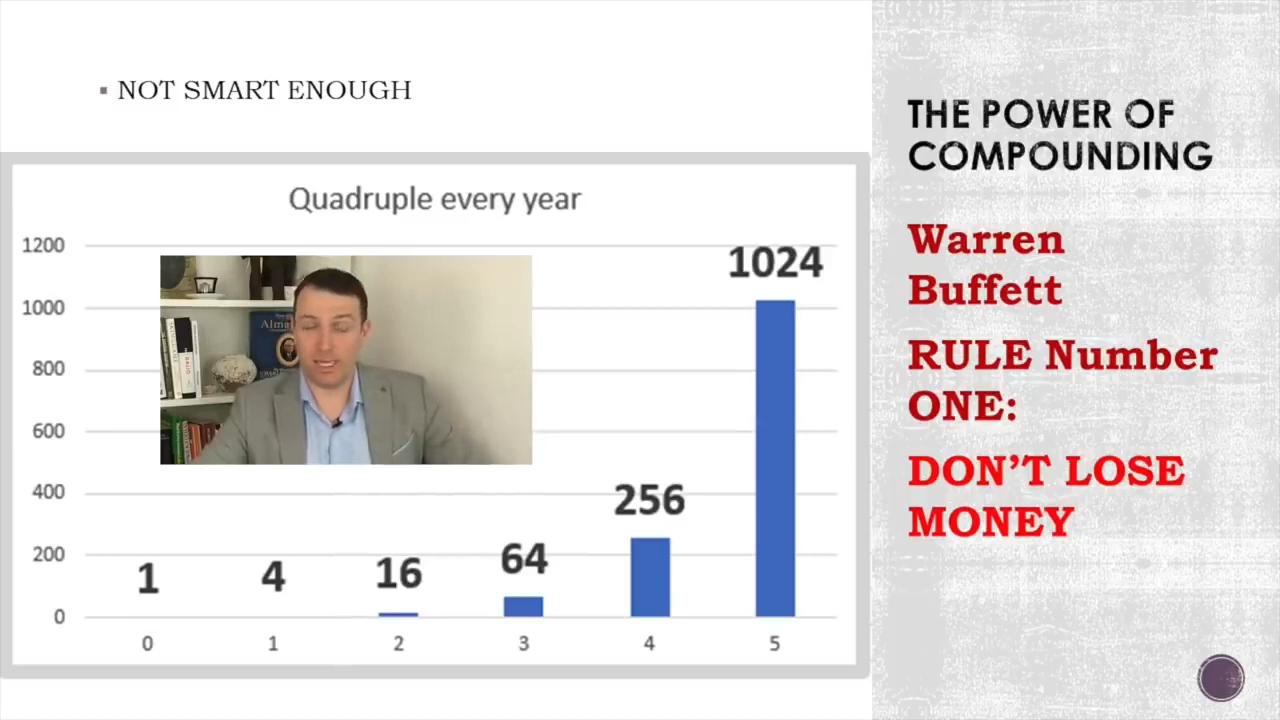 NOT SMART ENOUGH
Quadruple every year
1200
1000
800
600
400
200
0
1
4
16
64
256
1024
0
1
2
3
4
5
THE POWER OF
COMPOUNDING
Warren
Buffett
RULE Number
ONE:
DON’T LOSE
MONEY